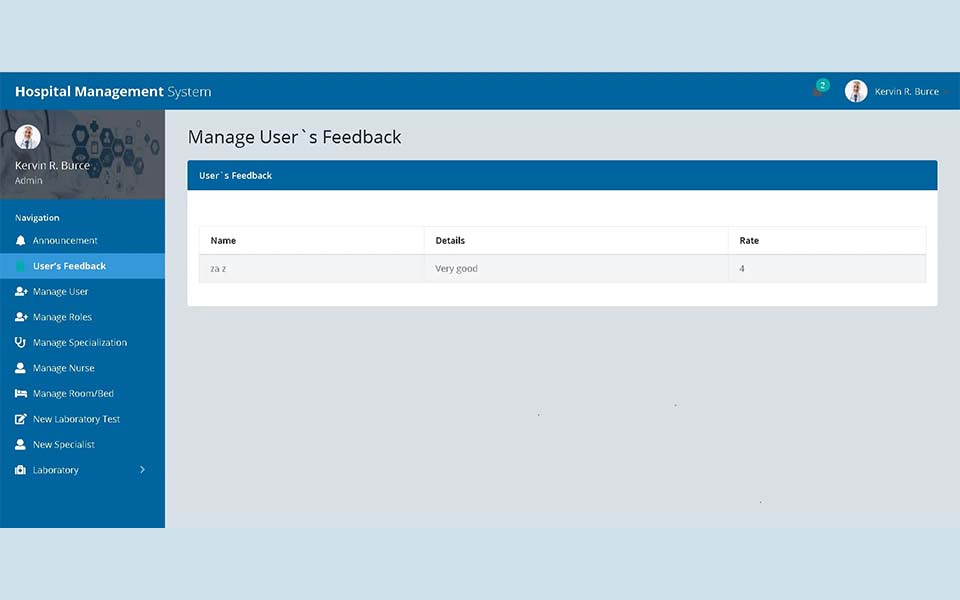 Hospital Management System
2
Kervin R. Burce
Kervin R. Burce
Admin
Navigation
Announcement
User's Feedback
Manage User
Manage Roles
Manage Specialization
Manage Nurse
Manage Room/Bed
New Laboratory Test
New Specialist
Laboratory
Manage User`s Feedback
User`s Feedback
Name Details Rate
za z Very good 4